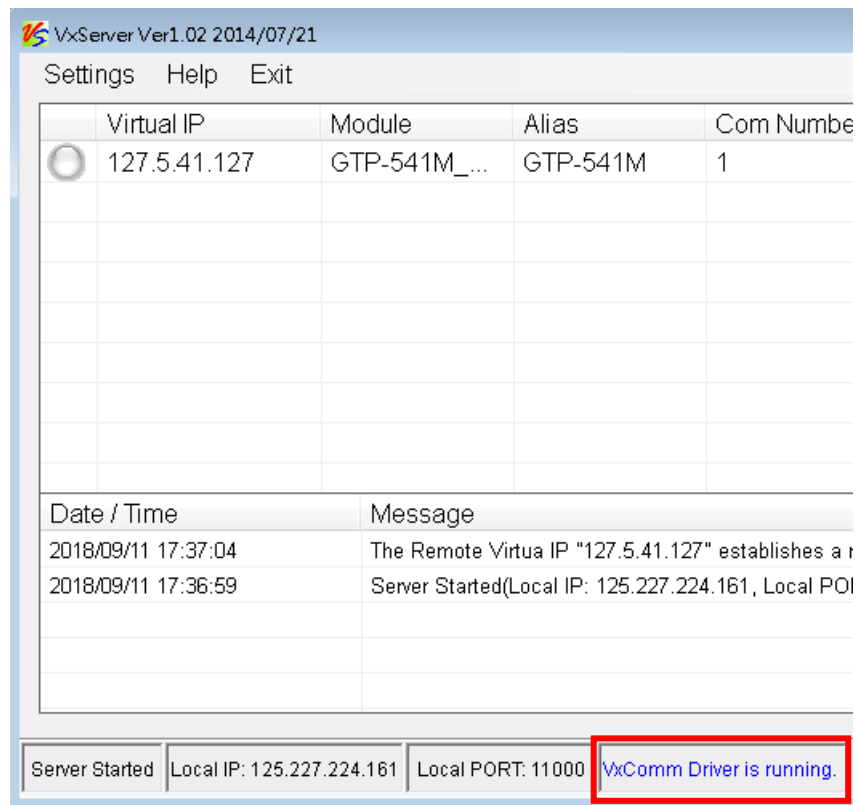 VxServer Ver1.02 2014/07/21
Settings Help Exit
Virtual IP Module Alias Com Numbe
127.5.41.127 GTP-541M_... GTP-541M 1
Date / Time Message
2018/09/11 17:37:04 The Remote Virtua IP "127.5.41.127" establishes a
2018/09/11 17:36:59 Server Started(Local IP: 125.227.224.161, Local PO
Server Started Local IP: 125.227.224.161 Local PORT: 11000 VxComm Driver is running.